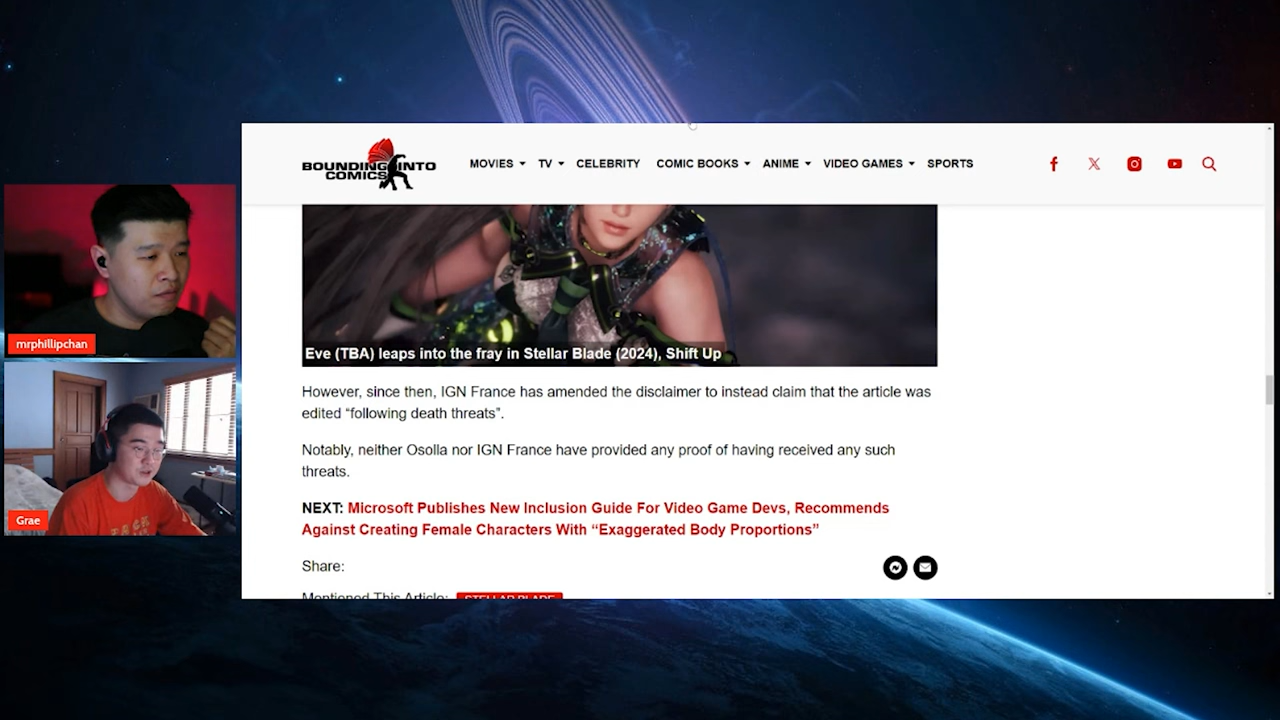 BOUNDING INTO
COMICS
MOVIES TV CELEBRITY COMIC BOOKS ANIME VIDEO GAMES SPORTS
mrphillipchan
Eve (TBA) leaps into the fray in Stellar Blade (2024), Shift Up
However, since then, IGN France has amended the disclaimer to instead claim that the article was
edited “following death threats”.
Notably, neither Osolla nor IGN France have provided any proof of having received any such
threats.
NEXT: Microsoft Publishes New Inclusion Guide For Video Game Devs, Recommends
Against Creating Female Characters With “Exaggerated Body Proportions”
Grae
Share:
Mentioned This Article: STELLAR BLADE